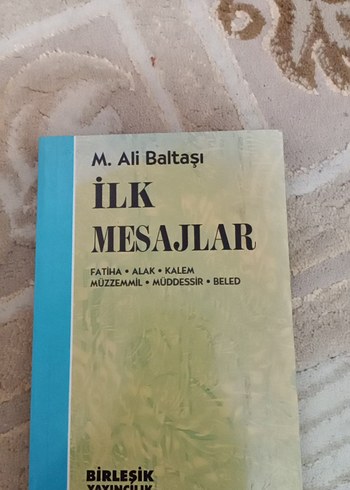 M. Ali Baltaşı
İLK
MESAJLAR
FATİHA • ALAK • KALEM
MÜZZEMMİL • MÜDDESSİR • BELED
BİRLEŞİK
YAYINCILIK